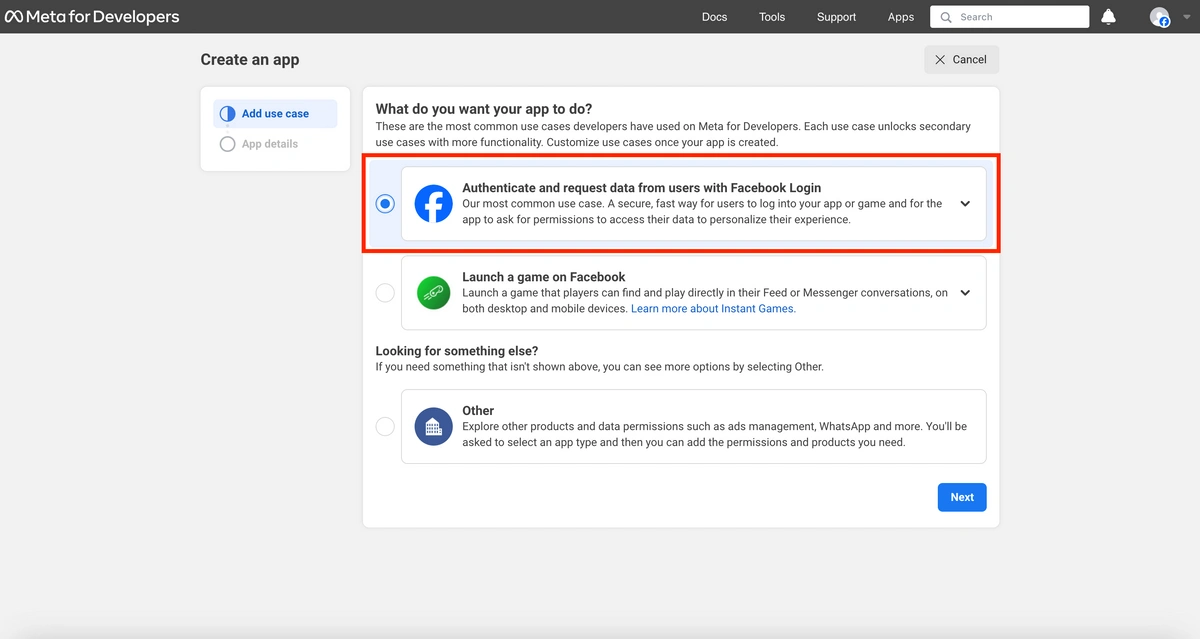 Meta for Developers
Docs Tools Support Apps Search
Create an app
Cancel
Add use case
App details
What do you want your app to do?
These are the most common use cases developers have used on Meta for Developers. Each use case unlocks secondary
use cases with more functionality. Customize use cases once your app is created.
Authenticate and request data from users with Facebook Login
Our most common use case. A secure, fast way for users to log into your app or game and for the
app to ask for permissions to access their data to personalize their experience.
Launch a game on Facebook
Launch a game that players can find and play directly in their Feed or Messenger conversations, on
both desktop and mobile devices. Learn more about Instant Games.
Looking for something else?
If you need something that isn't shown above, you can see more options by selecting Other.
Other
Explore other products and data permissions such as ads management, WhatsApp and more. You'll be
asked to select an app type and then you can add the permissions and products you need.
Next